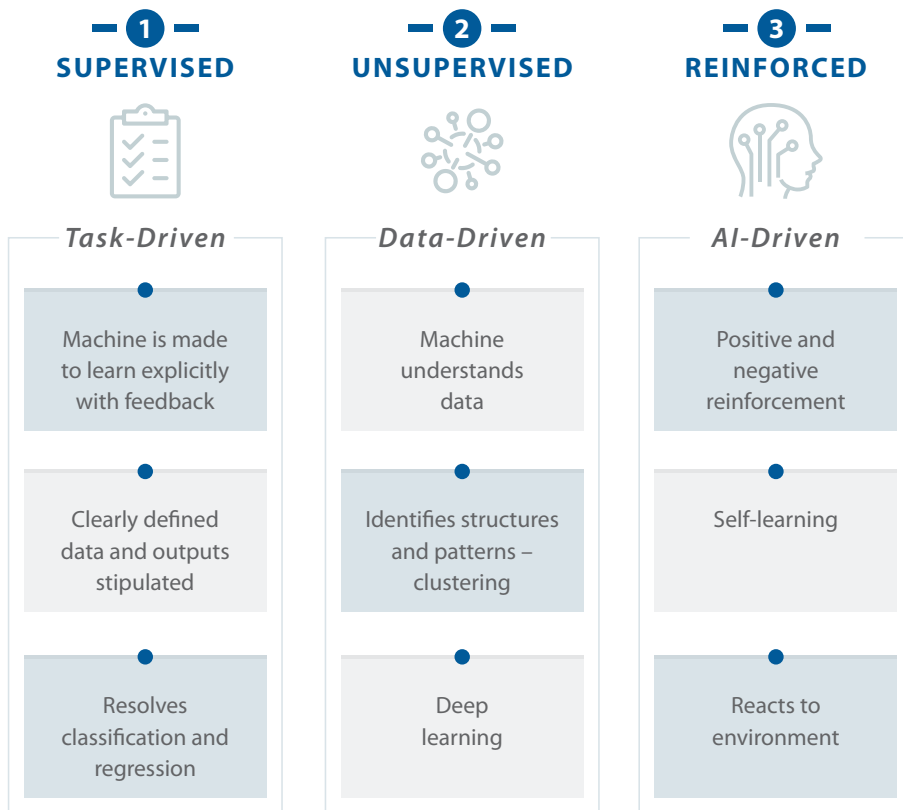 1
SUPERVISED
Task-Driven
Machine is made
to learn explicitly
with feedback
Clearly defined
data and outputs
stipulated
Resolves
classification and
regression
2
UNSUPERVISED
Data-Driven
Machine
understands
data
Identifies structures
and patterns –
clustering
Deep
learning
3
REINFORCED
AI-Driven
Positive and
negative
reinforcement
Self-learning
Reacts to
environment